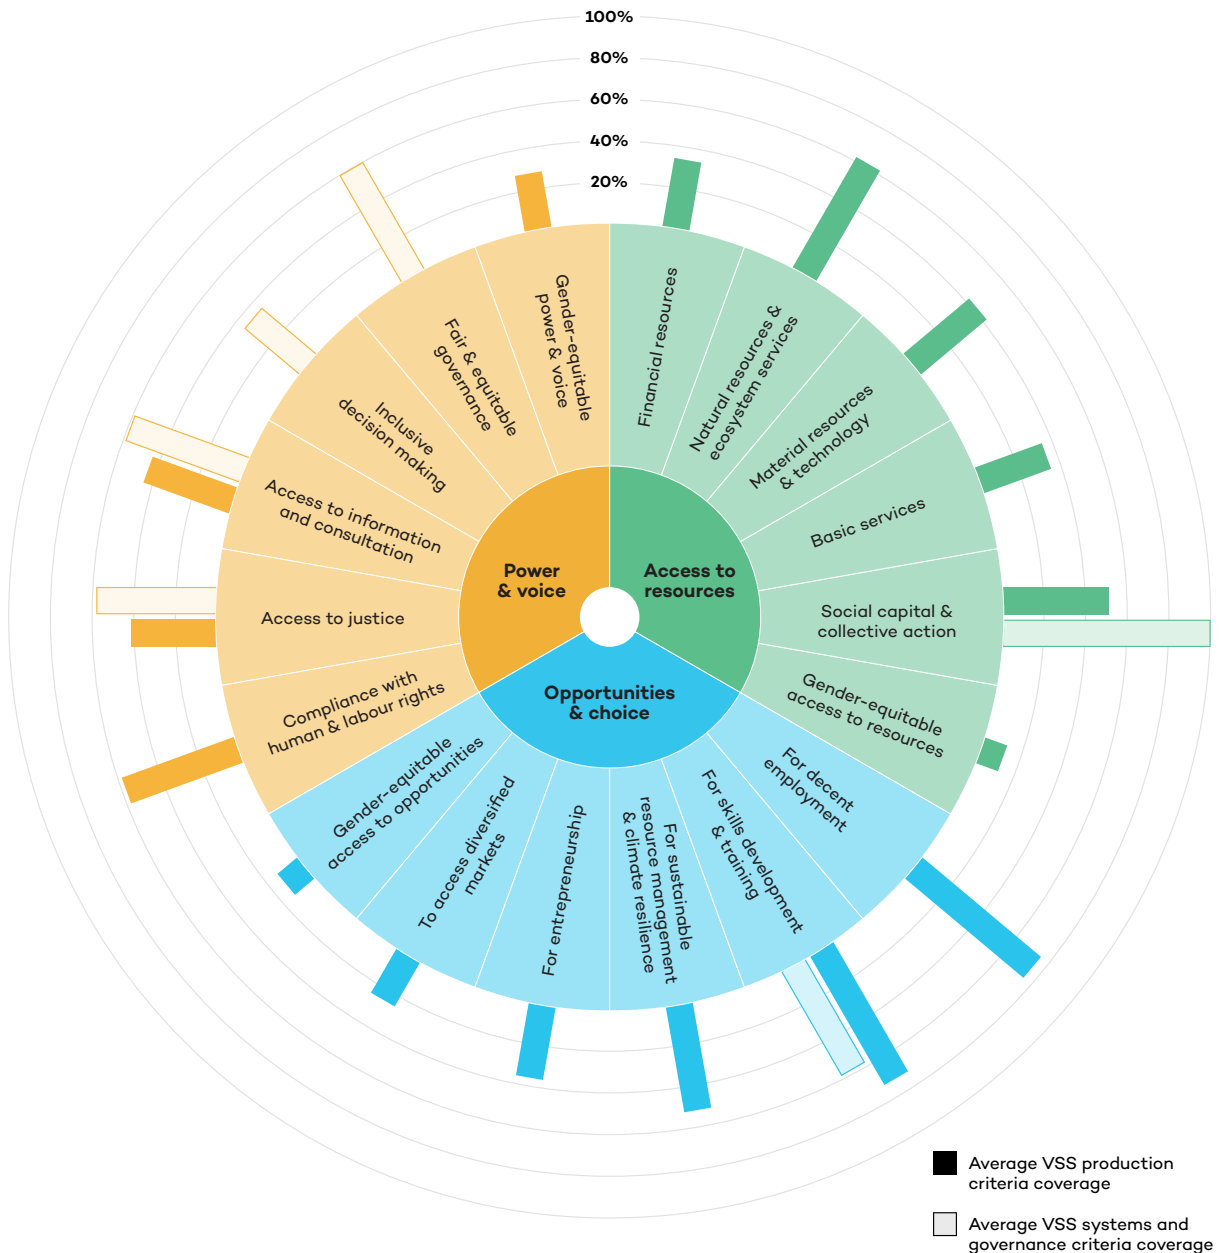 100%
80%
60%
40%
20%
Gender-equitable
power & voice
Fair & equitable
governance
Inclusive
decision making
Access to information
and consultation
Access to justice
Compliance with
human & labour rights
Power
& voice
Financial resources
Natural resources &
ecosystem services
Material resources
& technology
Basic services
Social capital &
collective action
Gender-equitable
access to resources
Access to
resources
Opportunities
& choice
For decent
employment
For skills development
& training
For sustainable
resource management
& climate resilience
For entrepreneurship
To access diversified
markets
Gender-equitable
access to opportunities
Average VSS production
criteria coverage
Average VSS systems and
governance criteria coverage